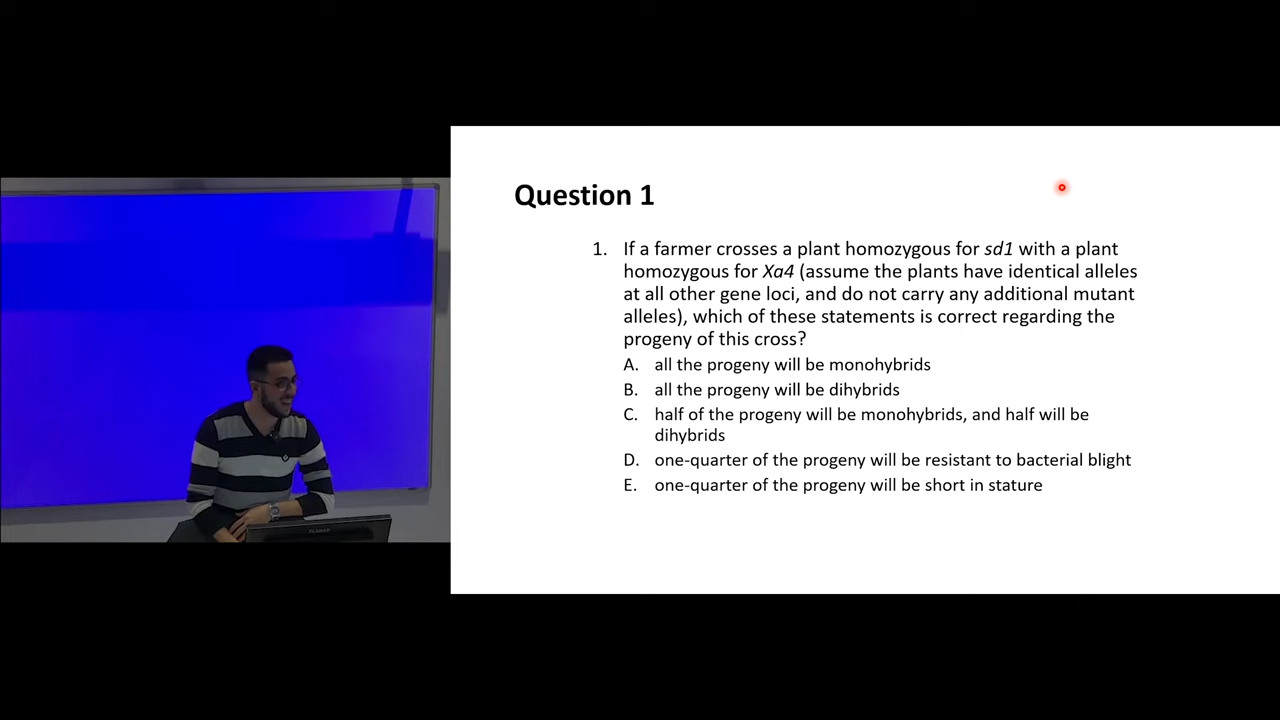 Question 1
1. If a farmer crosses a plant homozygous for sd1 with a plant
homozygous for Xa4 (assume the plants have identical alleles
at all other gene loci, and do not carry any additional mutant
alleles), which of these statements is correct regarding the
progeny of this cross?
A. all the progeny will be monohybrids
B. all the progeny will be dihybrids
C. half of the progeny will be monohybrids, and half will be
dihybrids
D. one-quarter of the progeny will be resistant to bacterial blight
E. one-quarter of the progeny will be short in stature